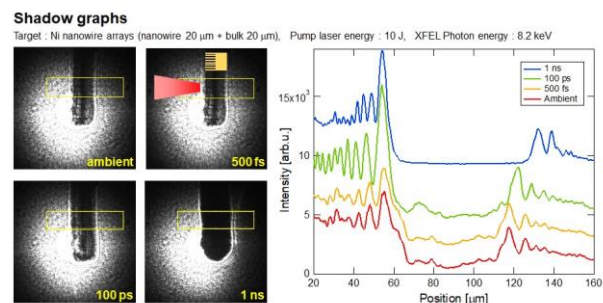 Shadow graphs
Target : Ni nanowire arrays (nanowire 20 μm + bulk 20 μm), Pump laser energy : 10 J, XFEL Photon energy : 8.2 keV
ambient
500 fs
100 ps
1 ns
Intensity [arb.u.]
15x10³
10
5
0
1 ns
100 ps
500 fs
Ambient
20
40
60
80
100
120
140
160
Position [μm]